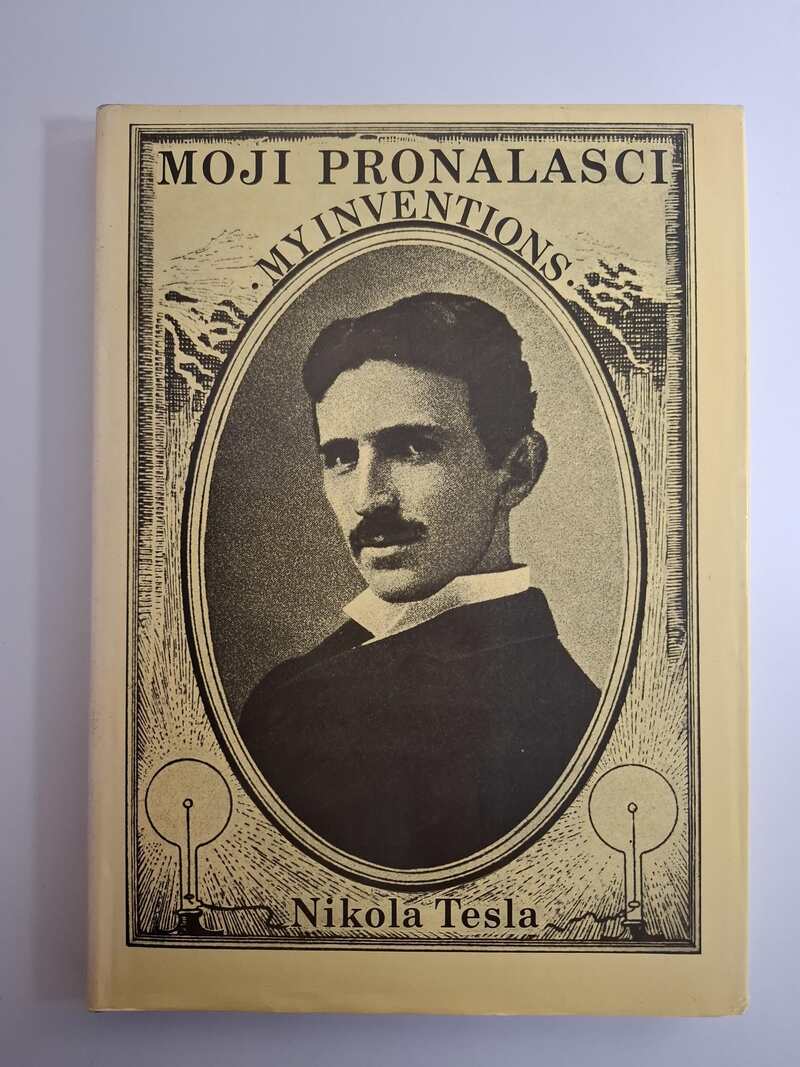 MOJI PRONALASCI
· MY INVENTIONS ·
Nikola Tesla